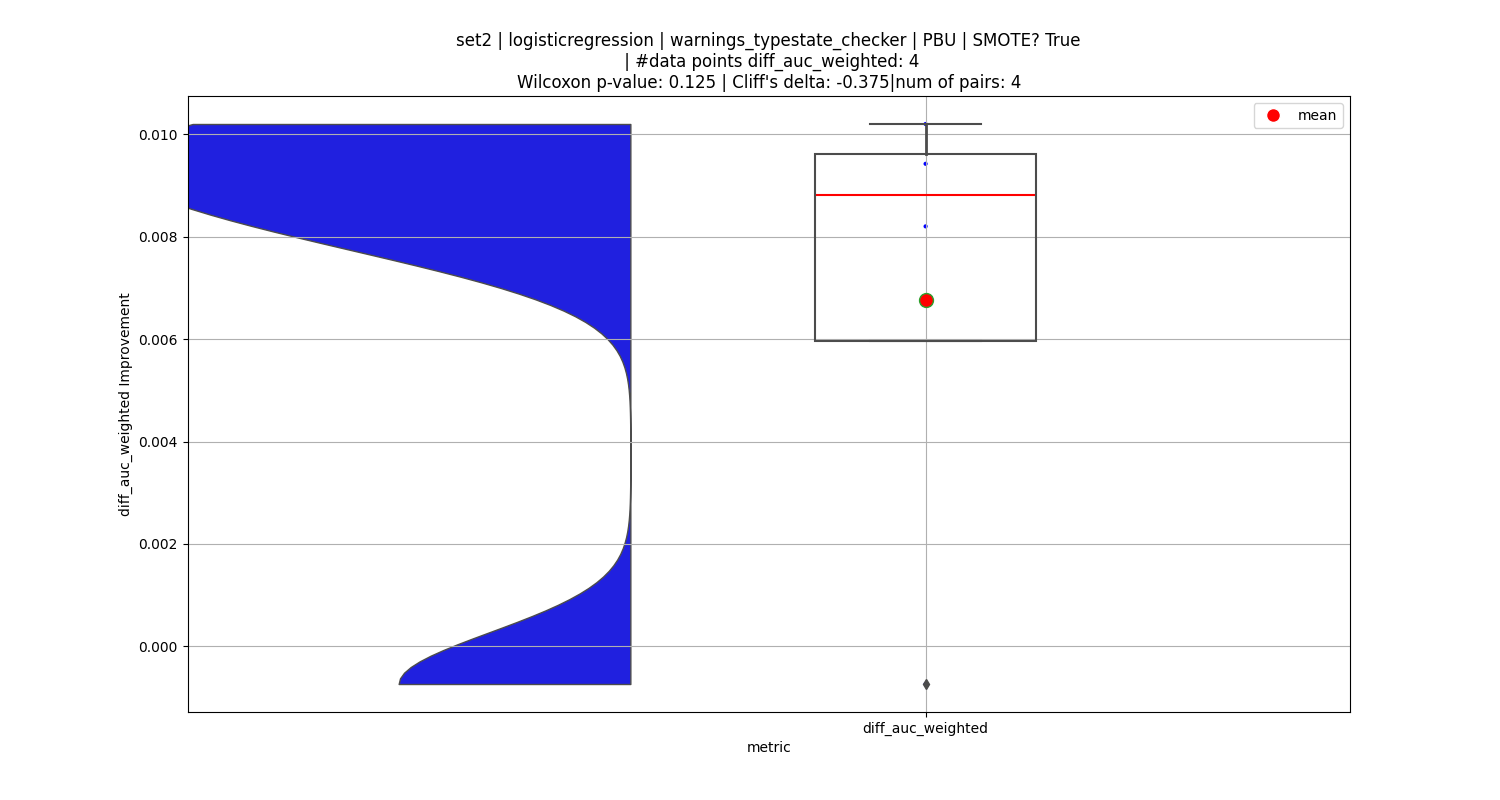 set2 | logisticregression | warnings_typestate_checker | PBU | SMOTE? True
| #data points diff_auc_weighted: 4
Wilcoxon p-value: 0.125 | Cliff's delta: -0.375|num of pairs: 4
mean
0.010
0.008
0.006
0.004
0.002
0.000
diff_auc_weighted Improvement
diff_auc_weighted
metric